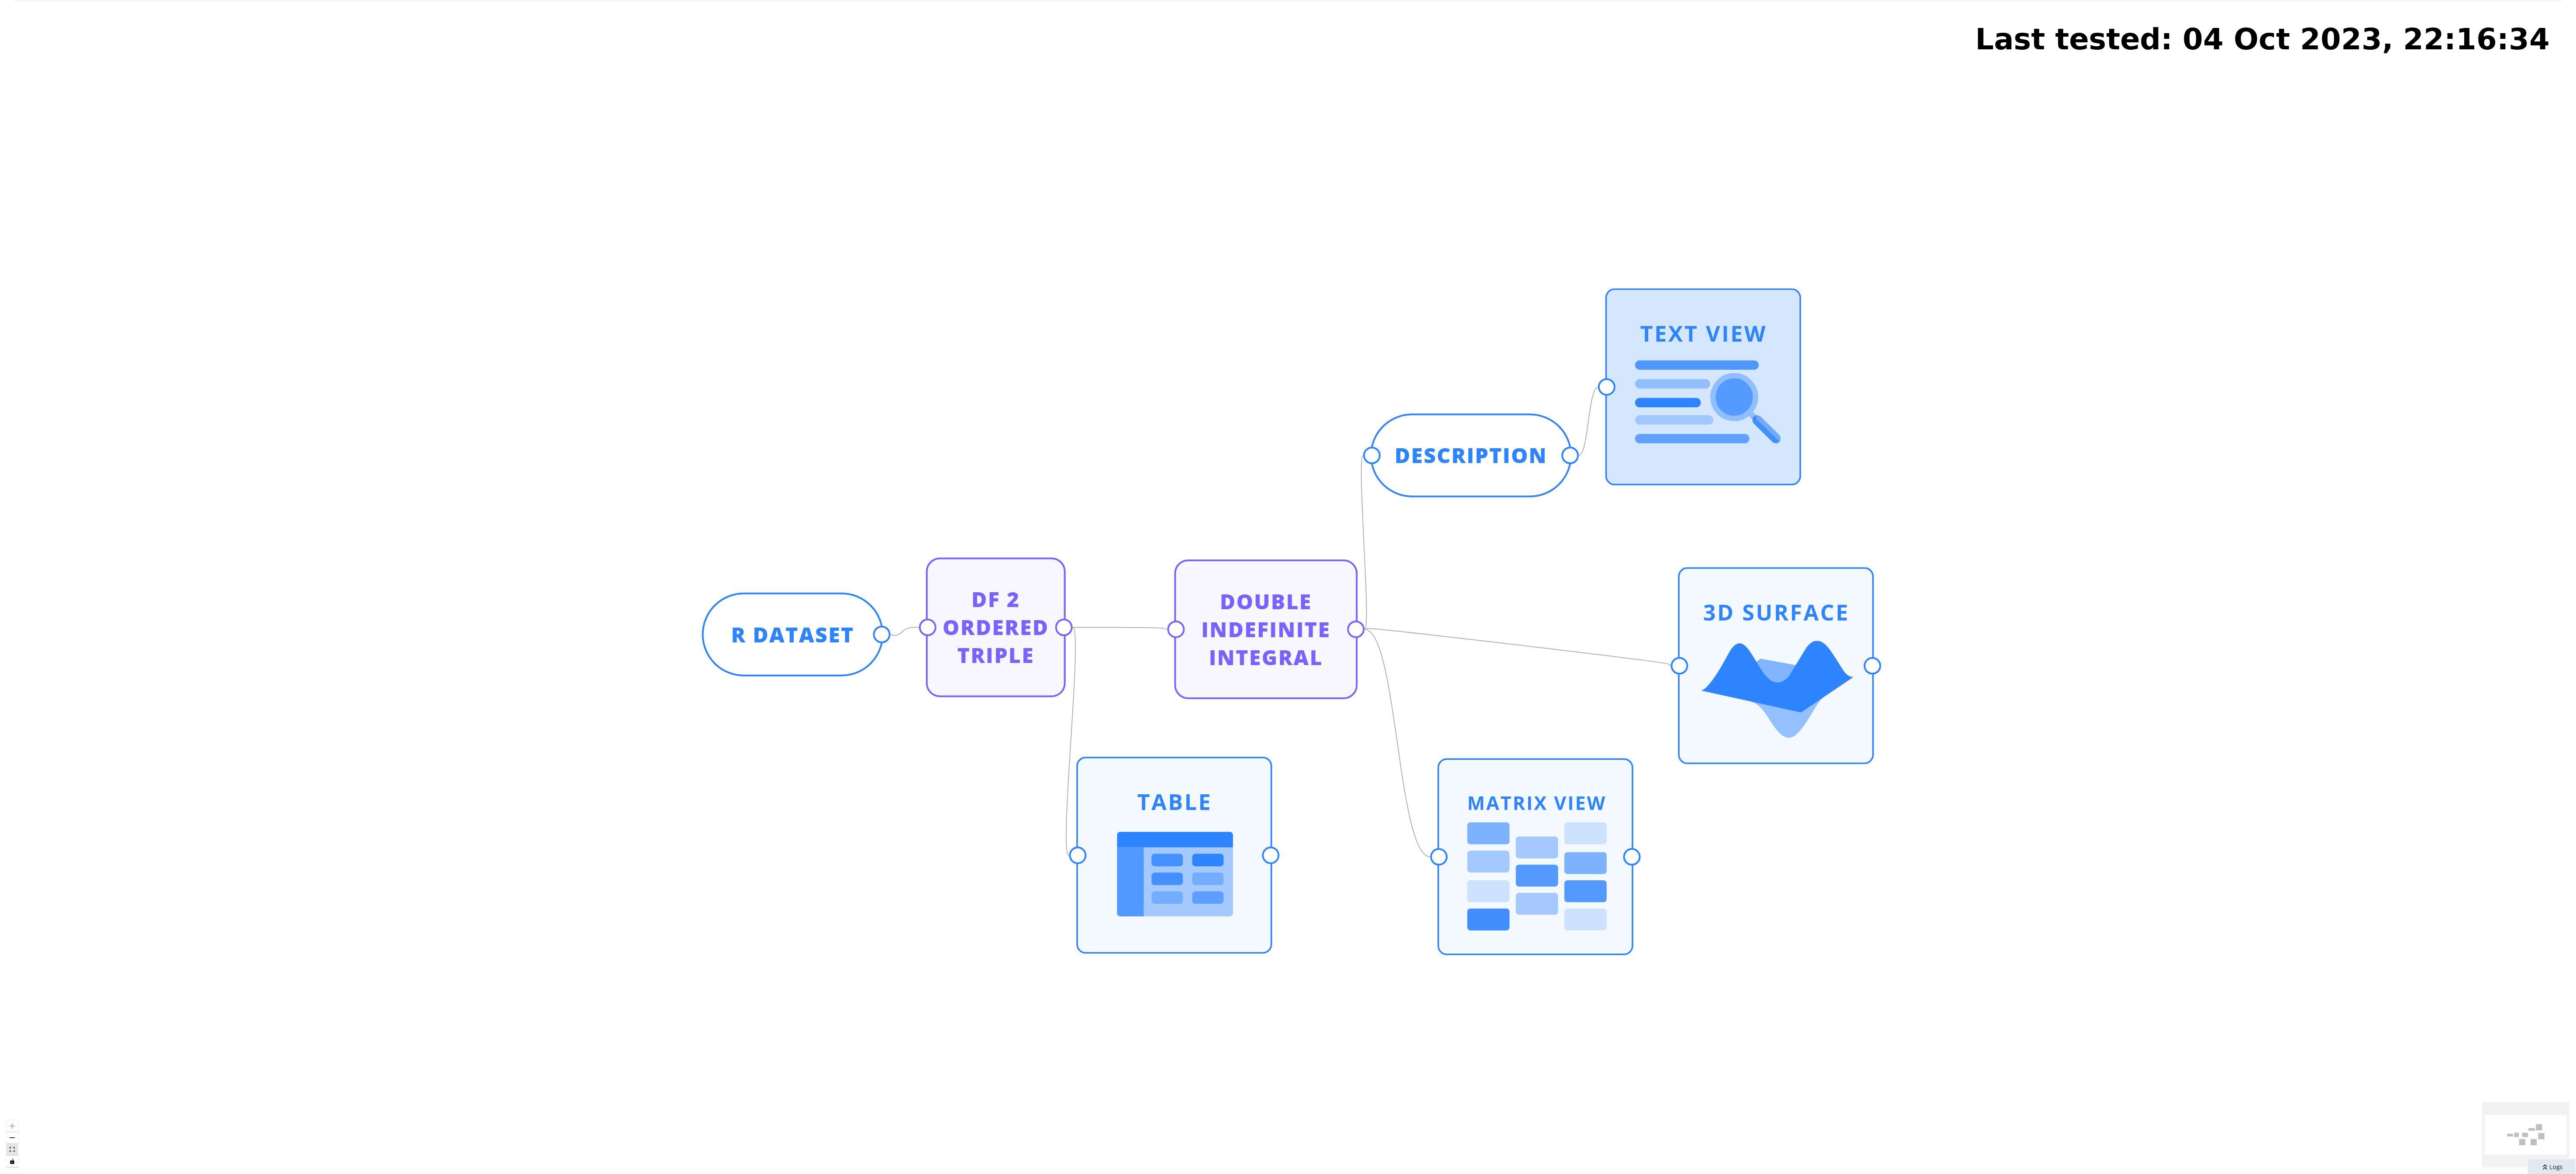 Last tested: 04 Oct 2023, 22:16:34
TEXT VIEW
DESCRIPTION
R DATASET
DF 2
ORDERED
TRIPLE
DOUBLE
INDEFINITE
INTEGRAL
3D SURFACE
TABLE
MATRIX VIEW
Logs